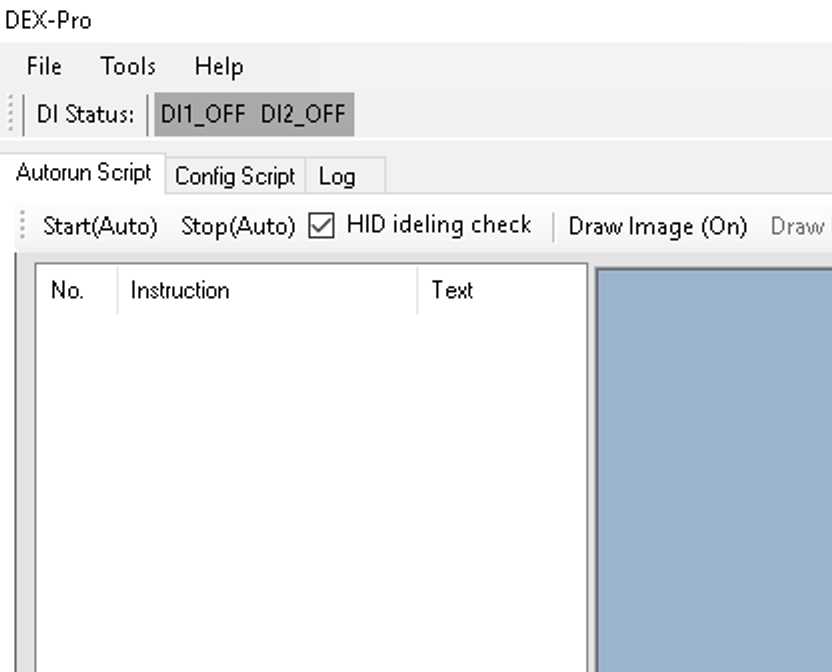 DEX-Pro
File Tools Help
DI Status: DI1_OFF DI2_OFF
Autorun Script Config Script Log
Start(Auto) Stop(Auto) HID ideling check Draw Image (On) Draw
No. Instruction Text